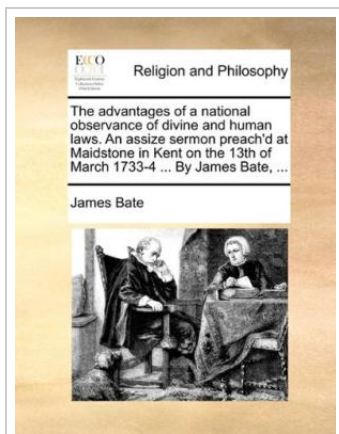 ECCO
Religion and Philosophy
The advantages of a national
observance of divine and human
laws. An assize sermon preach'd at
Maidstone in Kent on the 13th of
March 1733-4 ... By James Bate, ...
James Bate